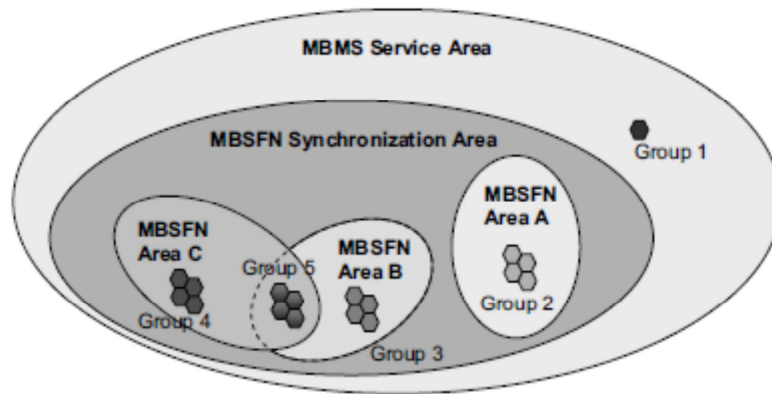 MBMS Service Area
MBSFN Synchronization Area
Group 1
MBSFN
Area A
MBSFN
Area C
MBSFN
Area B
Group 5
Group 2
Group 4
Group 3